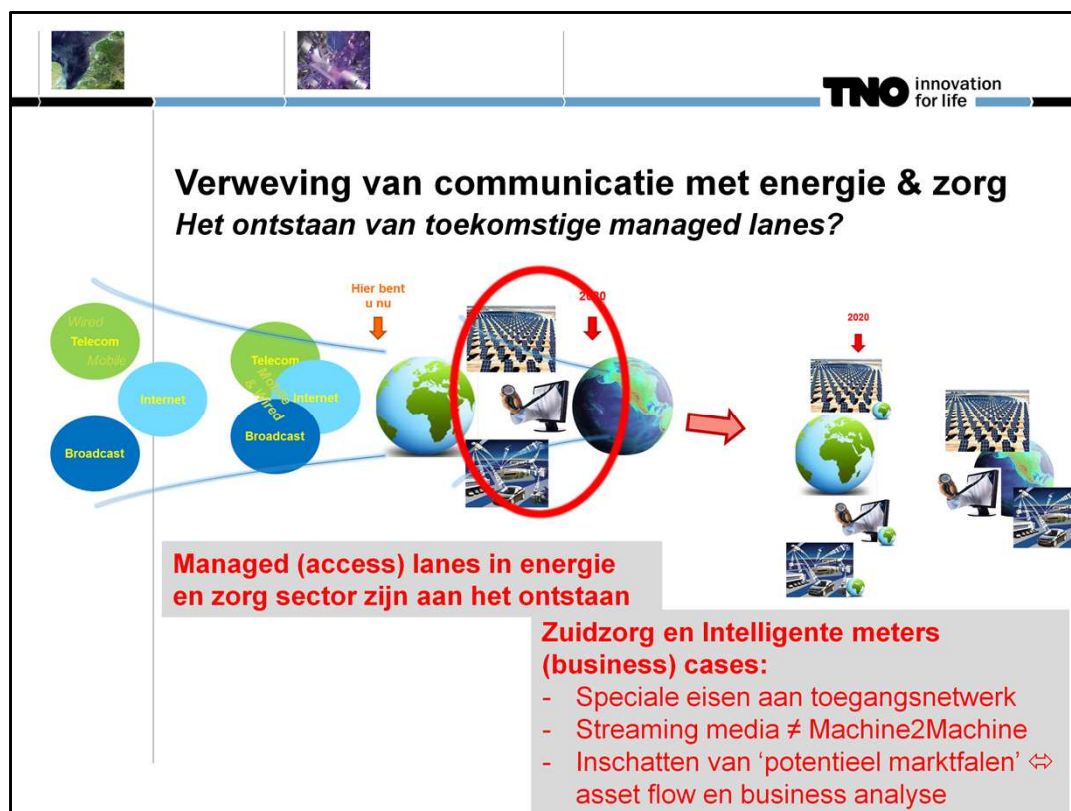 TNO innovation
for life
Verweving van communicatie met energie & zorg
Het ontstaan van toekomstige managed lanes?
Hier bent
u nu
2020
2020
Wired
Telecom
Mobile
Internet
Broadcast
Telecom
Mobile
& Wired
Internet
Broadcast
Managed (access) lanes in energie
en zorg sector zijn aan het ontstaan
Zuidzorg en Intelligente meters
(business) cases:
- Speciale eisen aan toegangsnetwerk
- Streaming media ≠ Machine2Machine
- Inschatten van ‘potentieel marktfalen’ ⇔
asset flow en business analyse